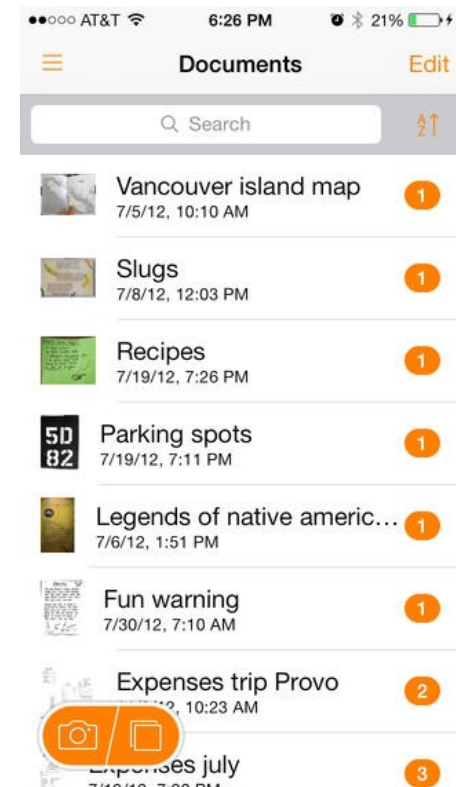 AT&T 6:26 PM 21%
Documents Edit
Search A Z
Vancouver island map 1
7/5/12, 10:10 AM
Slugs 1
7/8/12, 12:03 PM
Recipes 1
7/19/12, 7:26 PM
5D
82
Parking spots 1
7/19/12, 7:11 PM
Legends of native americ... 1
7/6/12, 1:51 PM
Fun warning 1
7/30/12, 7:10 AM
Expenses trip Provo 2
10:23 AM
Expenses july 3